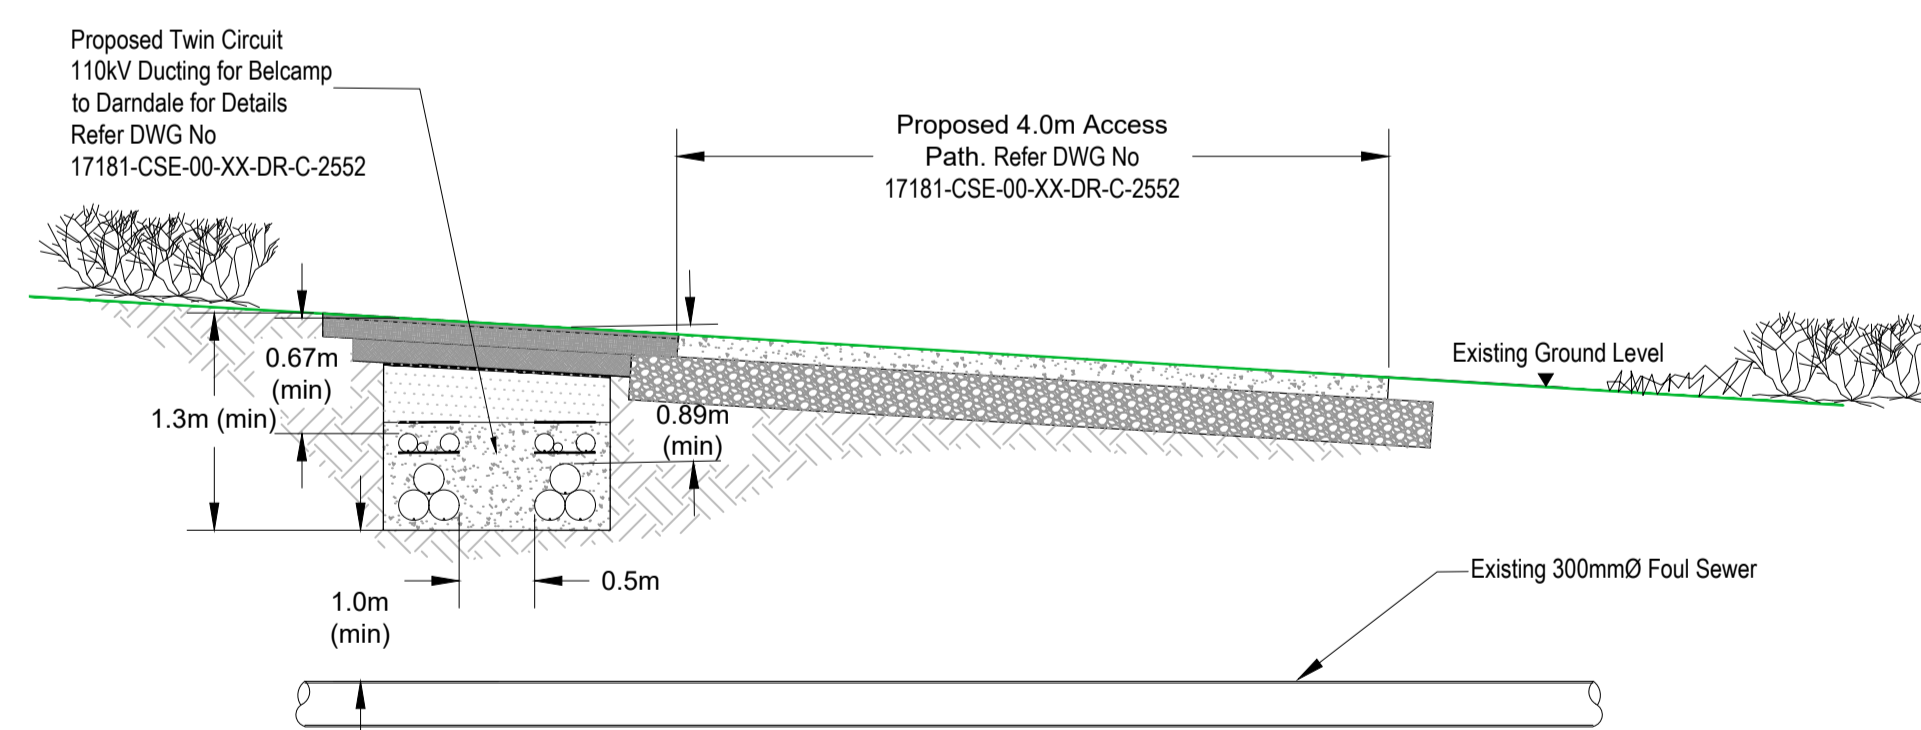 Proposed Twin Circuit
110kV Ducting for Belcamp
to Darndale for Details
Refer DWG No
17181-CSE-00-XX-DR-C-2552
Proposed 4.0m Access
Path. Refer DWG No
17181-CSE-00-XX-DR-C-2552
Existing Ground Level
0.67m
(min)
1.3m (min)
0.89m
(min)
0.5m
1.0m
(min)
Existing 300mmØ Foul Sewer